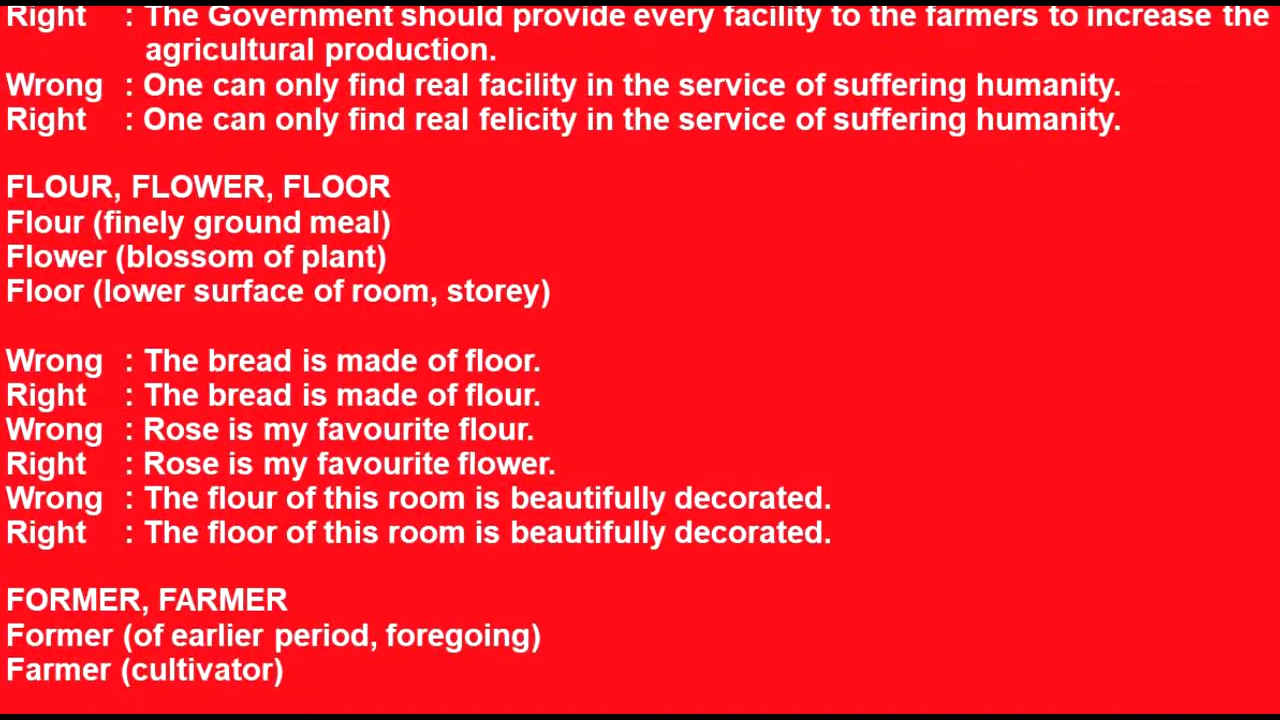 Right : The Government should provide every facility to the farmers to increase the
agricultural production.
Wrong : One can only find real facility in the service of suffering humanity.
Right : One can only find real felicity in the service of suffering humanity.
FLOUR, FLOWER, FLOOR
Flour (finely ground meal)
Flower (blossom of plant)
Floor (lower surface of room, storey)
Wrong : The bread is made of floor.
Right : The bread is made of flour.
Wrong : Rose is my favourite flour.
Right : Rose is my favourite flower.
Wrong : The flour of this room is beautifully decorated.
Right : The floor of this room is beautifully decorated.
FORMER, FARMER
Former (of earlier period, foregoing)
Farmer (cultivator)